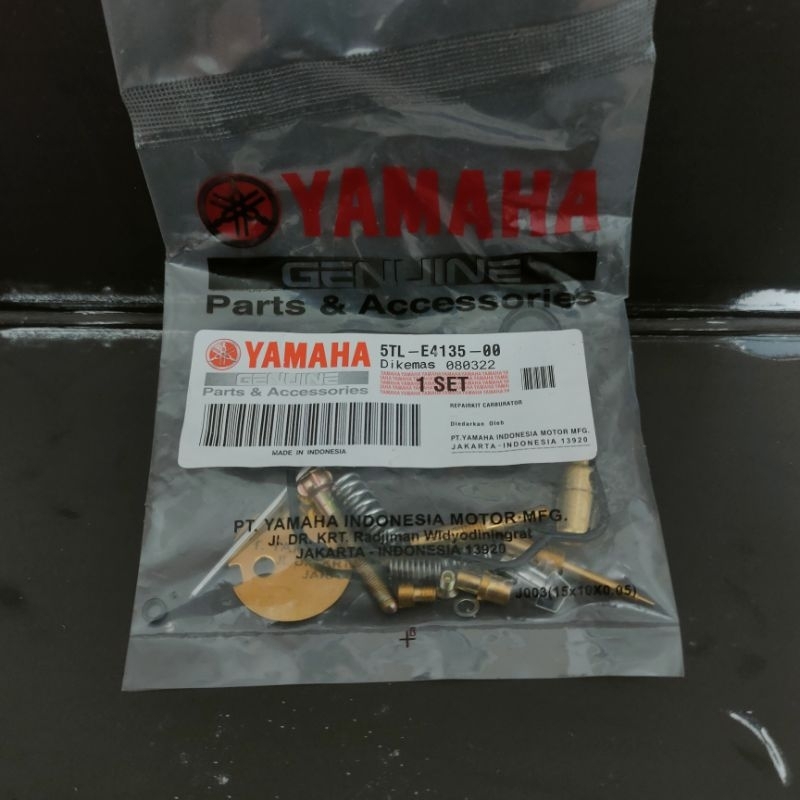 YAMAHA
GENUINE
Parts & Accessories
YAMAHA
GENUINE
Parts & Accessories
MADE IN INDONESIA
5TL-E4135-00
Dikemas 080322
1 SET
REPAIRKIT CARBURATOR
Diedarkan Oleh
PT.YAMAHA INDONESIA MOTOR MFG.
JAKARTA-INDONESIA 13920
PT. YAMAHA INDONESIA MOTOR MFG.
Jl. DR. KRT. Radjiman Widyodiningrat
JAKARTA - INDONESIA 13920
J003(15x10X0.05)